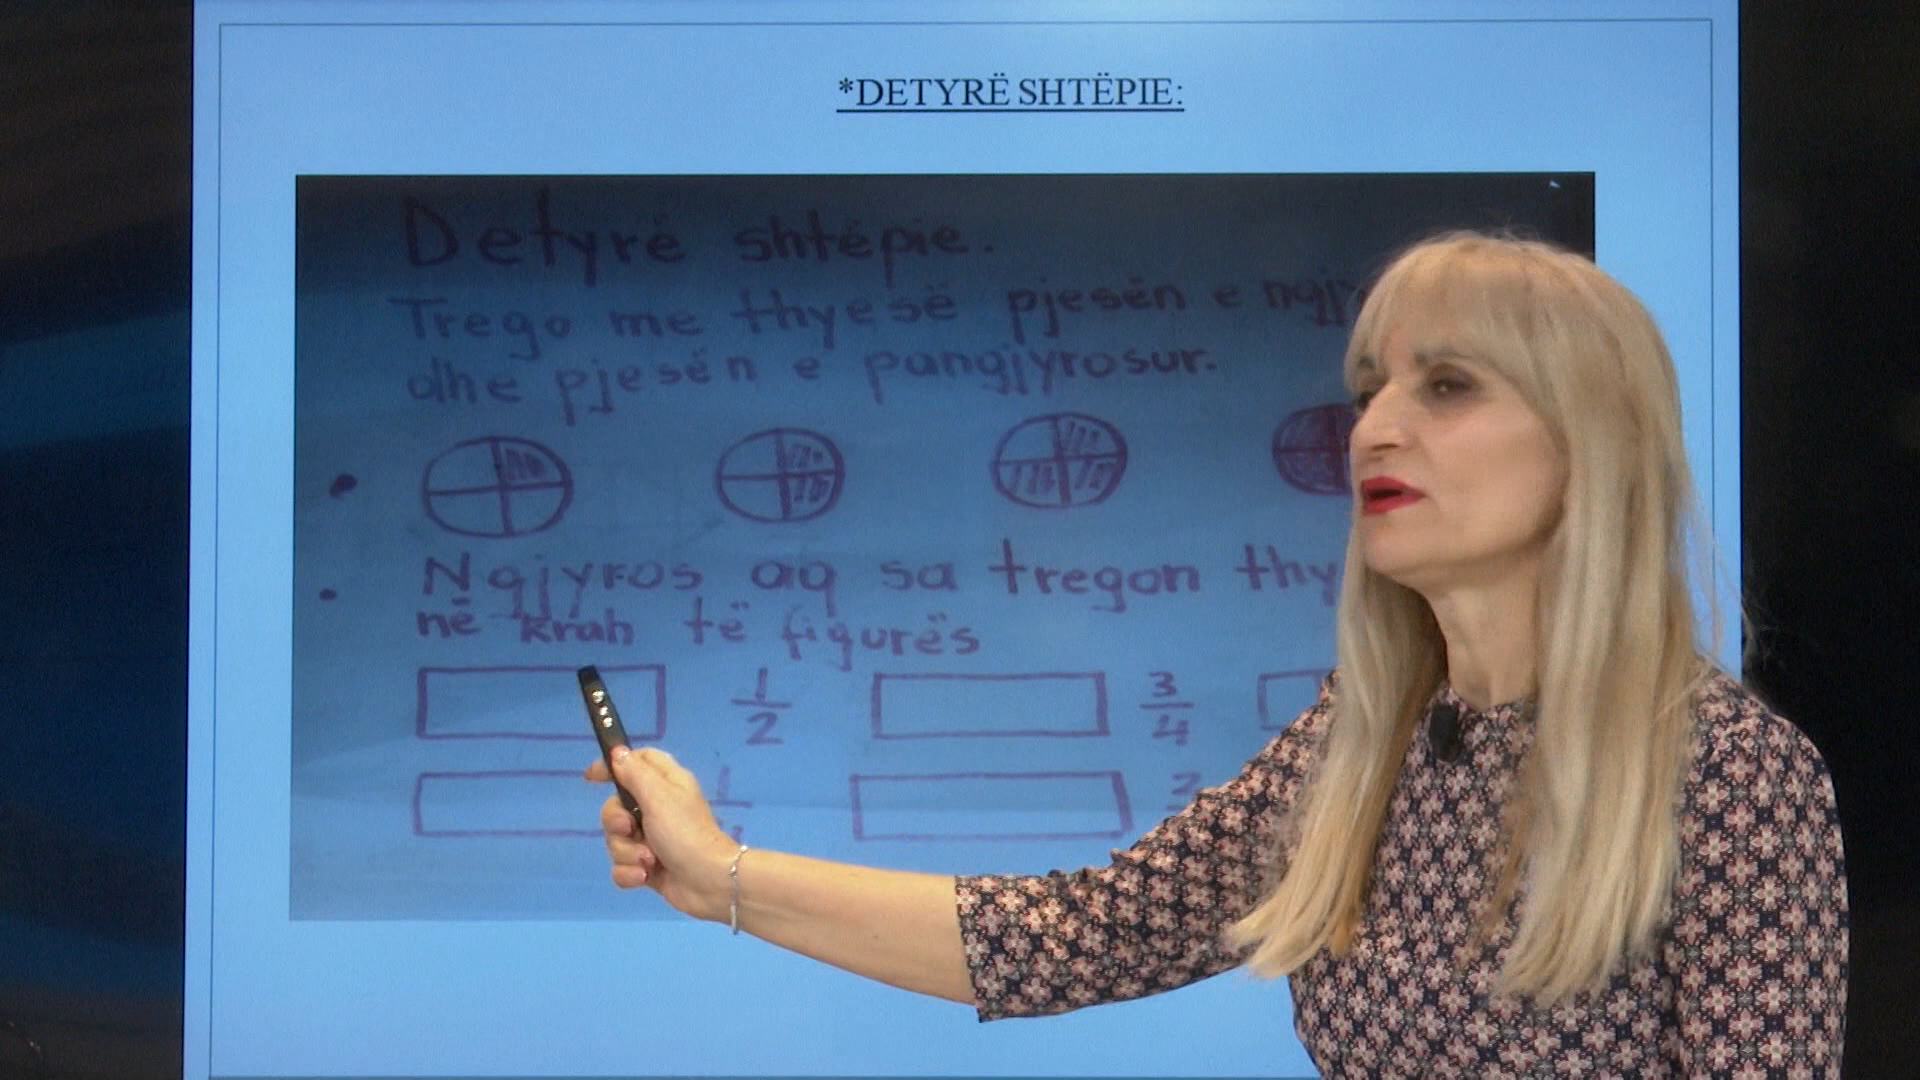 *DETYRË SHTËPIE:
Detyrë shtëpie.
Trego me thyesë pjesën e
dhe pjesën e pangjyrosur.
Ngjyros aq sa tregon
në krah të figurës
1/2 3/4